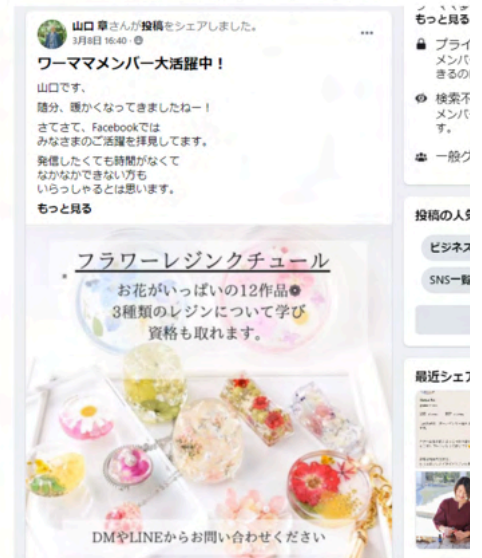 山口 章さんが投稿をシェアしました。
3月8日 16:40
ワーママメンバー大活躍中！
山口です、
随分、暖かくなってきましたねー！
さてさて、Facebookでは
みなさまのご活躍を拝見してます。
発信したくても時間がなくて
なかなかできない方も
いらっしゃるとは思います。
もっと見る
フラワーレジンクチュール
お花がいっぱいの12作品❁
3種類のレジンについて学び
資格も取れます。
DMやLINEからお問い合わせください
もっと見る
プライ
メンバ
きるの
検索不
メンバ
す。
一般グ
投稿の人気
ビジネス
SNS一
最近シェア